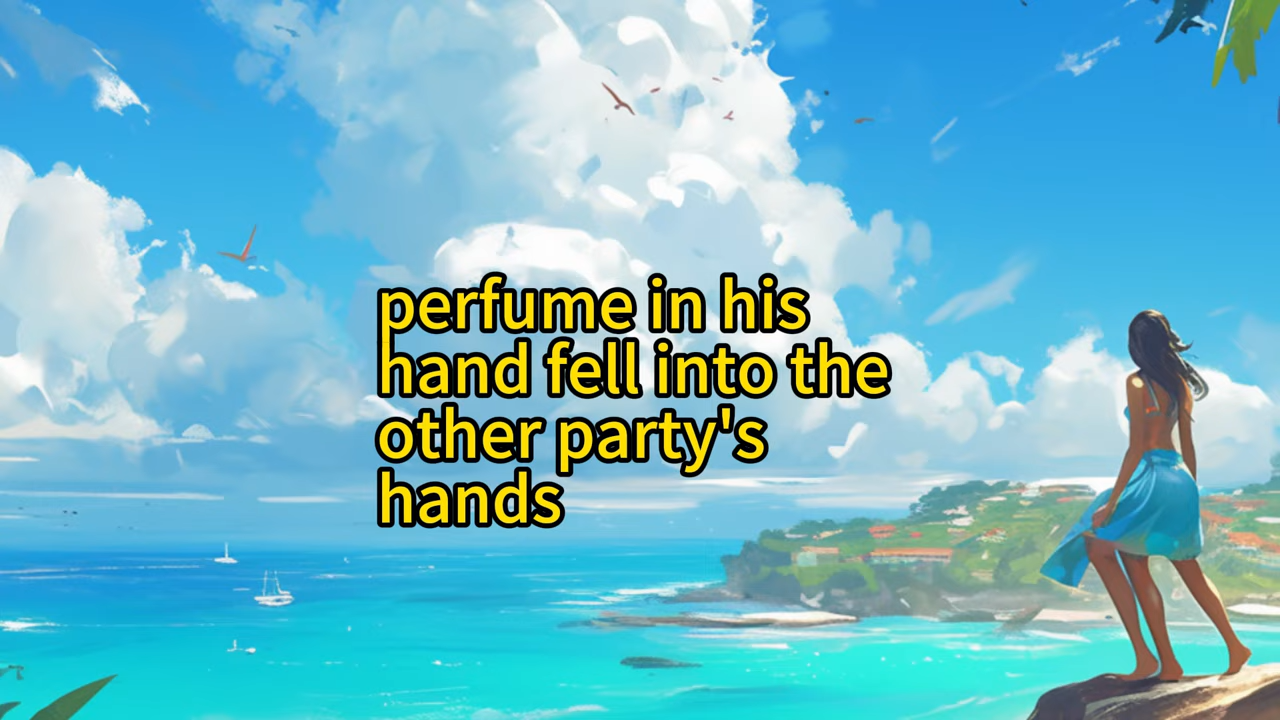 perfume in his
hand fell into the
other party's
hands